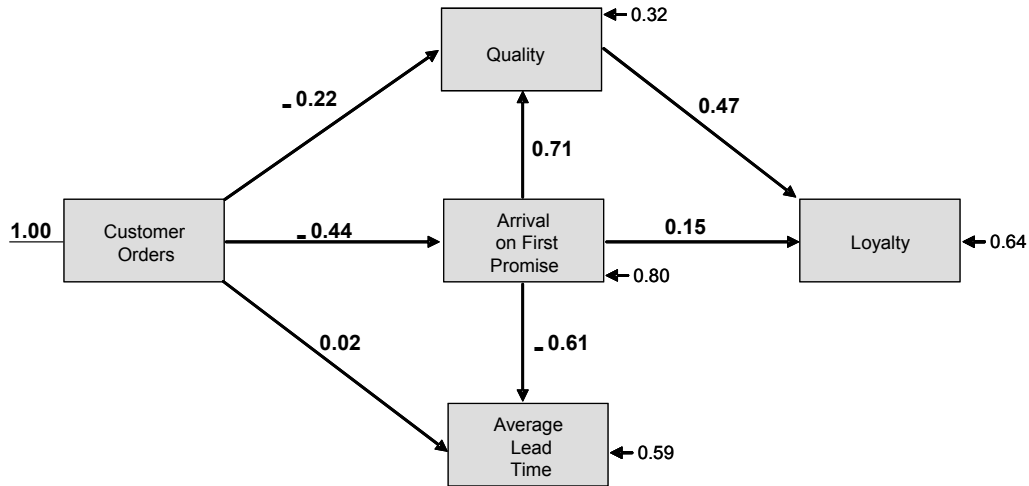 0.32
Quality
- 0.22
0.47
0.71
1.00
Customer
Orders
- 0.44
Arrival
on First
Promise
0.15
Loyalty
0.64
0.80
0.02
- 0.61
Average
Lead
Time
0.59